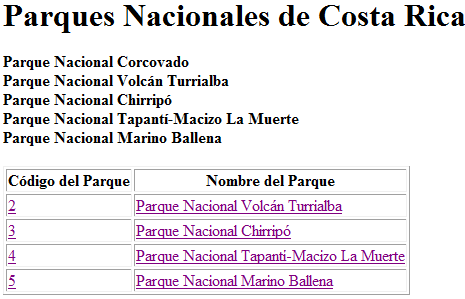 Parques Nacionales de Costa Rica
Parque Nacional Corcovado
Parque Nacional Volcán Turrialba
Parque Nacional Chirripó
Parque Nacional Tapantí-Macizo La Muerte
Parque Nacional Marino Ballena
Código del Parque Nombre del Parque
2 Parque Nacional Volcán Turrialba
3 Parque Nacional Chirripó
4 Parque Nacional Tapantí-Macizo La Muerte
5 Parque Nacional Marino Ballena